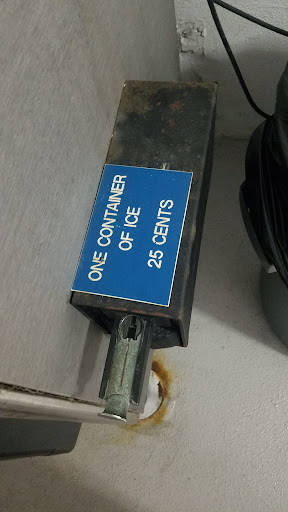 ONE CONTAINER
OF ICE
25 CENTS